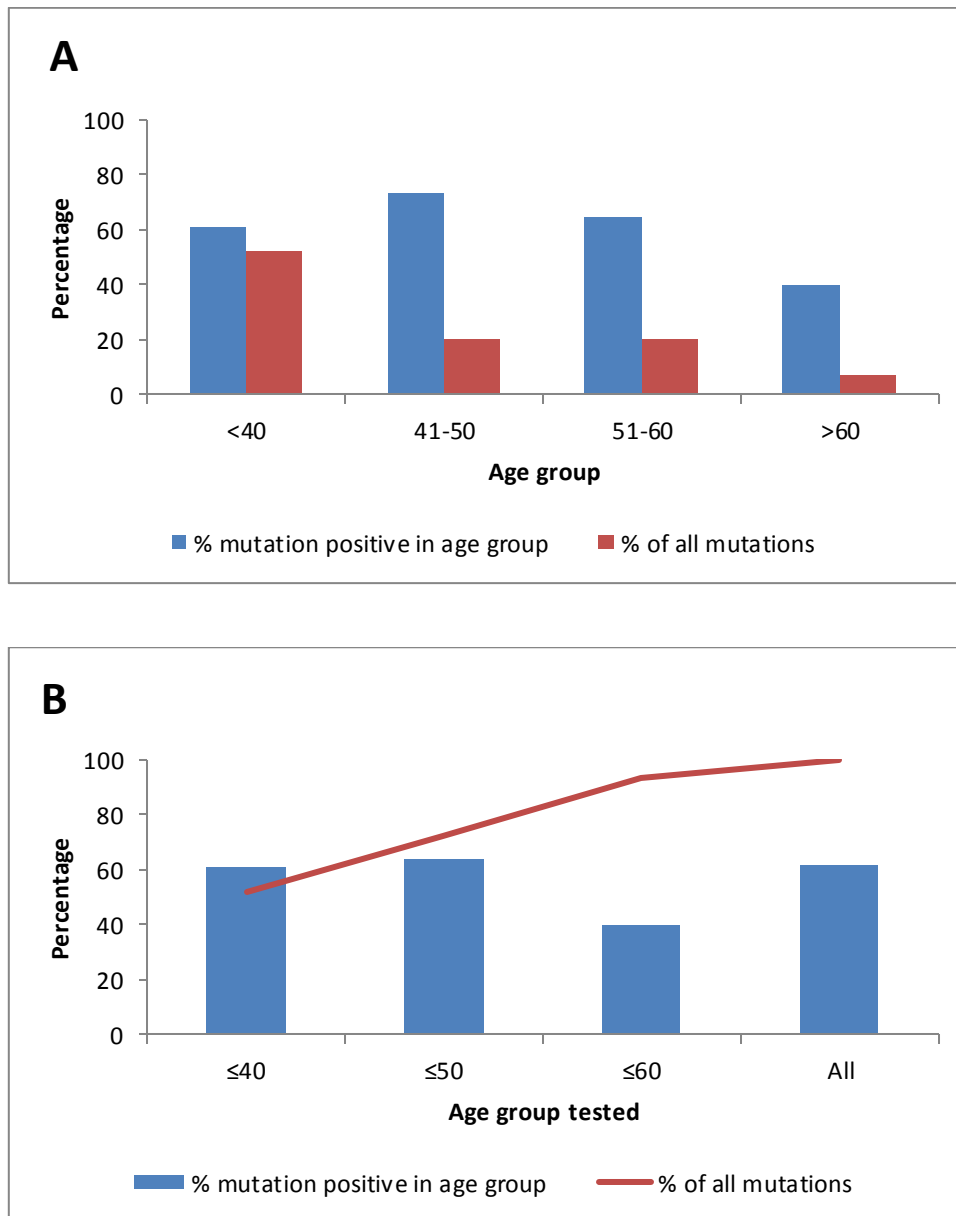 A
100
80
60
40
20
0
Percentage
<40 41-50 51-60 >60
Age group
% mutation positive in age group % of all mutations
B
100
80
60
40
20
0
Percentage
≤40 ≤50 ≤60 All
Age group tested
% mutation positive in age group % of all mutations